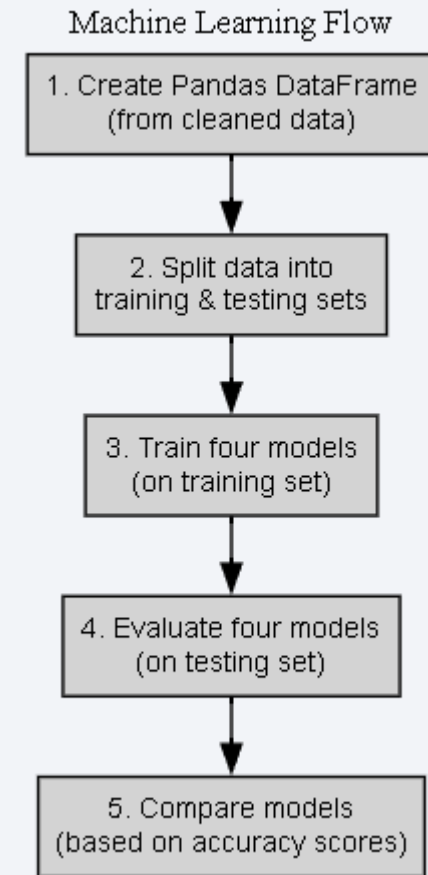 Machine Learning Flow
1. Create Pandas DataFrame
(from cleaned data)
2. Split data into
training & testing sets
3. Train four models
(on training set)
4. Evaluate four models
(on testing set)
5. Compare models
(based on accuracy scores)